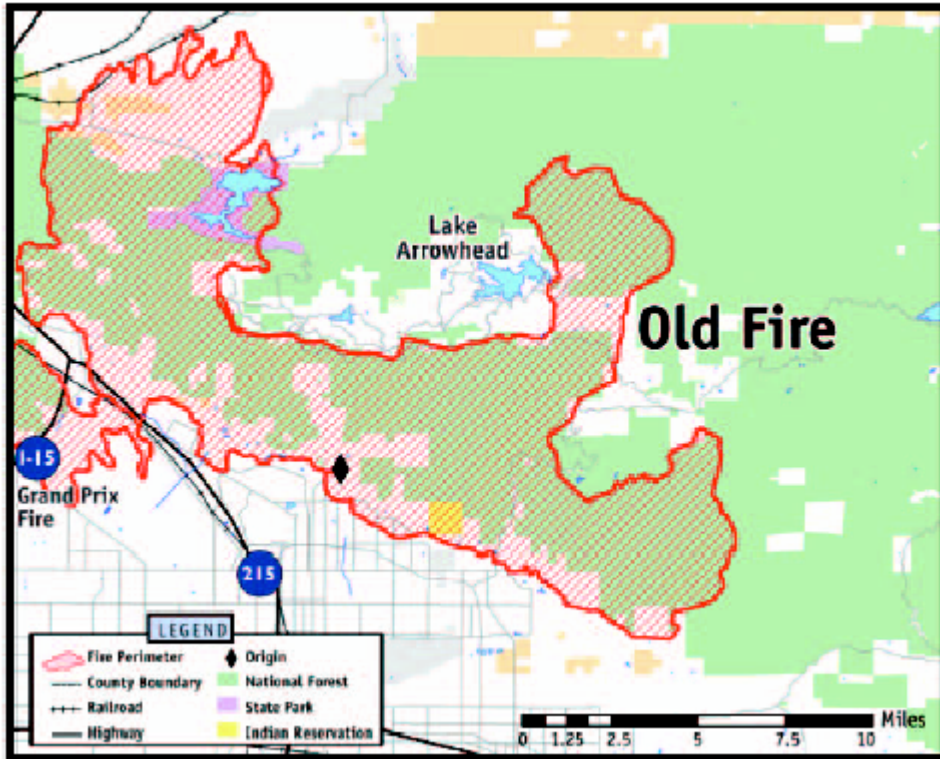 Lake
Arrowhead
Old Fire
I-15
Grand Prix
Fire
215
LEGEND
Fire Perimeter
County Boundary
Railroad
Highway
Origin
National Forest
State Park
Indian Reservation
Miles
0 1.25 2.5 5 7.5 10